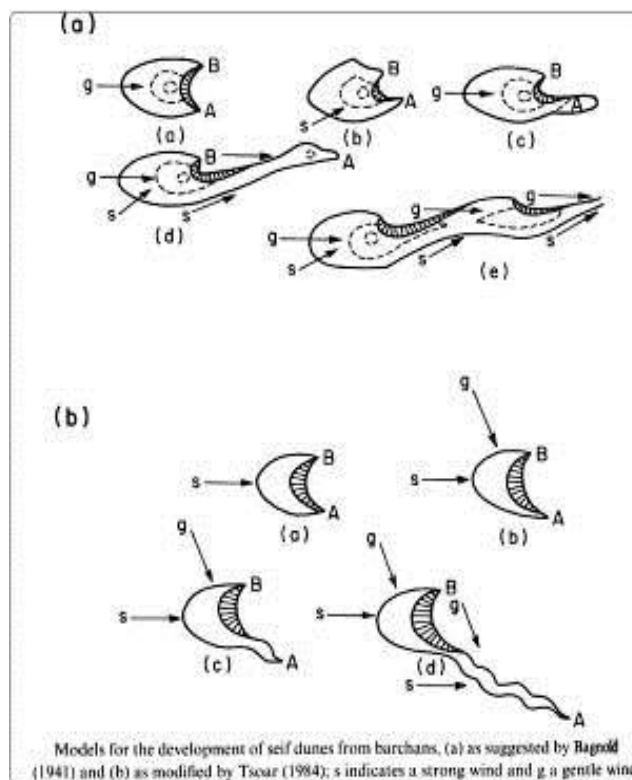 (a)
g B A (a)
s B A (b)
g B A (c)
g s B s A (d)
g s s g g s (e)
(b)
s B A (a)
g s B A (b)
g s B A (c)
g s B g s A (d)
Models for the development of seif dunes from barchans, (a) as suggested by Bagnold
(1941) and (b) as modified by Tsoar (1984); s indicates a strong wind and g a gentle wind